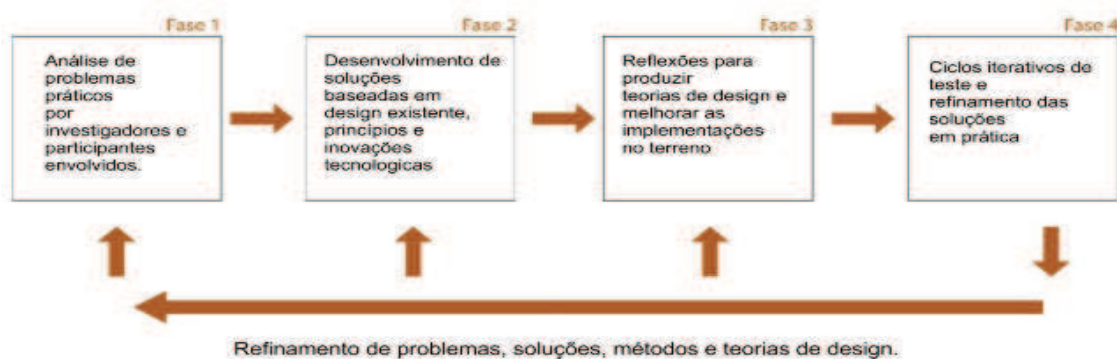 Fase 1
Análise de
problemas
práticos
por
investigadores e
participantes
envolvidos.
Fase 2
Desenvolvimento de
soluções
baseadas em
design existente,
princípios e
inovações
tecnologicas
Fase 3
Reflexões para
produzir
teorias de design e
melhorar as
implementações
no terreno
Fase 4
Ciclos iterativos de
teste e
refinamento das
soluções
em prática
Refinamento de problemas, soluções, métodos e teorias de design.